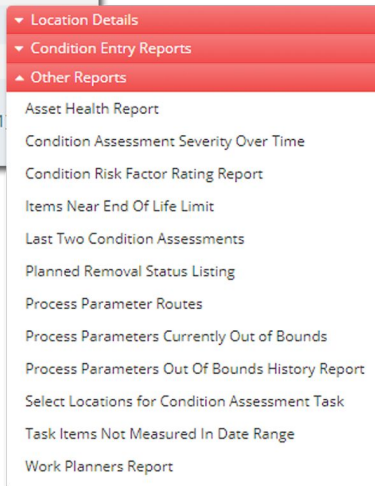 Location Details
Condition Entry Reports
Other Reports
Asset Health Report
Condition Assessment Severity Over Time
Condition Risk Factor Rating Report
Items Near End Of Life Limit
Last Two Condition Assessments
Planned Removal Status Listing
Process Parameter Routes
Process Parameters Currently Out of Bounds
Process Parameters Out Of Bounds History Report
Select Locations for Condition Assessment Task
Task Items Not Measured In Date Range
Work Planners Report